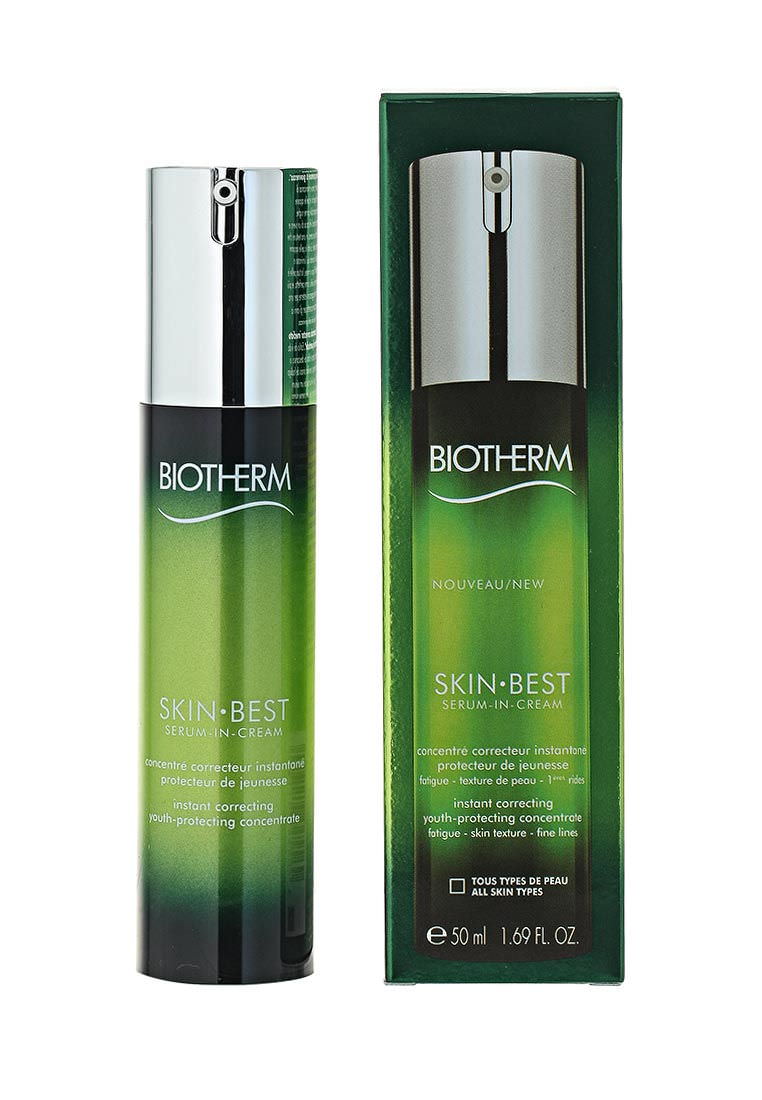 BIOTHERM
SKIN•BEST
SERUM-IN-CREAM
concentré correcteur instantané
protecteur de jeunesse
instant correcting
youth-protecting concentrate
BIOTHERM
NOUVEAU/NEW
SKIN•BEST
SERUM-IN-CREAM
concentré correcteur instantané
protecteur de jeunesse
fatigue - texture de peau - 1ères rides
instant correcting
youth-protecting concentrate
fatigue - skin texture - fine lines
TOUS TYPES DE PEAU
ALL SKIN TYPES
e 50 ml 1.69 FL. OZ.